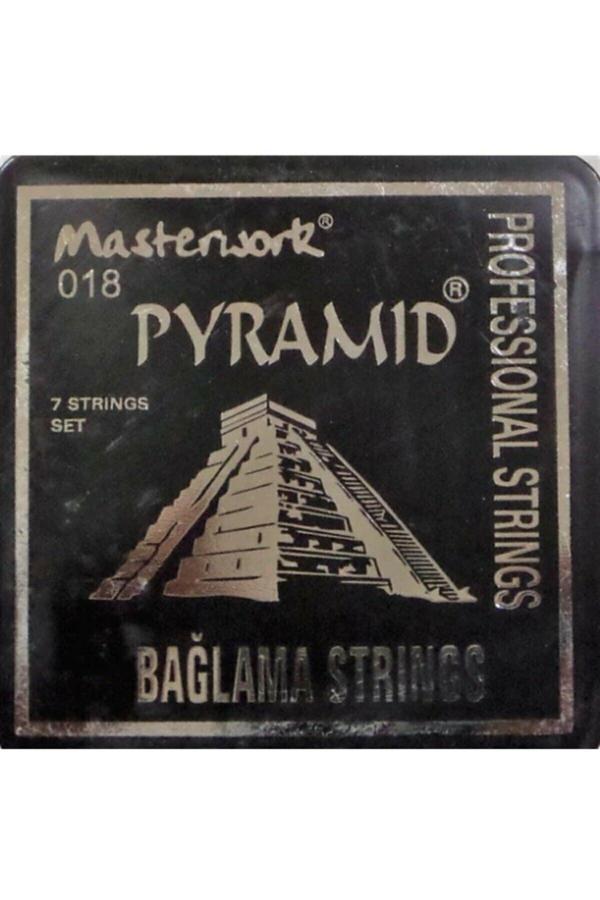 Masterwork®
018
PYRAMID®
7 STRINGS
SET
PROFESSIONAL STRINGS
BAĞLAMA STRINGS